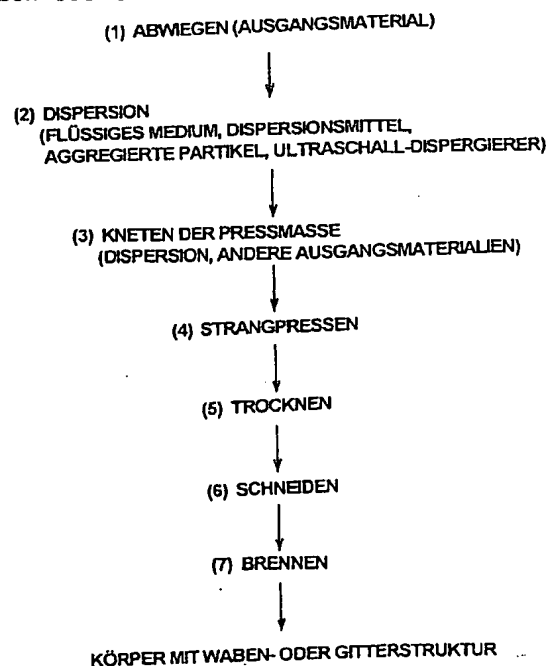 (1) ABWIEGEN (AUSGANGSMATERIAL)
(2) DISPERSION
(FLÜSSIGES MEDIUM, DISPERSIONSMITTEL,
AGGREGIERTE PARTIKEL, ULTRASCHALL-DISPERGIERER)
(3) KNETEN DER PRESSMASSE
(DISPERSION, ANDERE AUSGANGSMATERIALIEN)
(4) STRANGPRESSEN
(5) TROCKNEN
(6) SCHNEIDEN
(7) BRENNEN
KÖRPER MIT WABEN- ODER GITTERSTRUKTUR